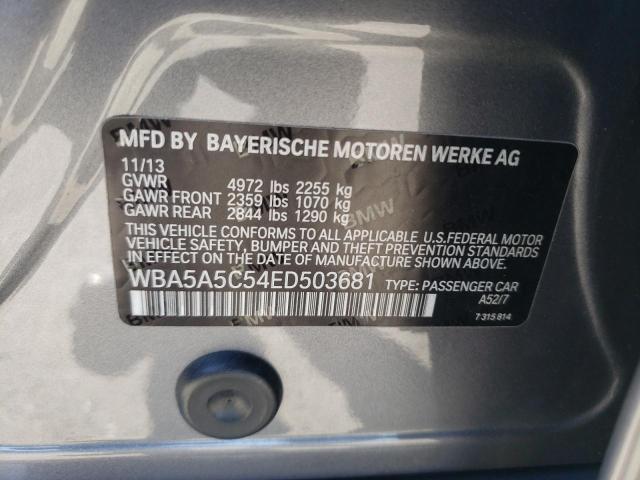 MFD BY BAYERISCHE MOTOREN WERKE AG
11/13
GVWR 4972 lbs 2255 kg
GAWR FRONT 2359 lbs 1070 kg
GAWR REAR 2844 lbs 1290 kg
THIS VEHICLE CONFORMS TO ALL APPLICABLE U.S.FEDERAL MOTOR
VEHICLE SAFETY, BUMPER, AND THEFT PREVENTION STANDARDS
IN EFFECT ON THE DATE OF MANUFACTURE SHOWN ABOVE.
WBA5A5C54ED503681 TYPE: PASSENGER CAR
A52/7
7 315 814